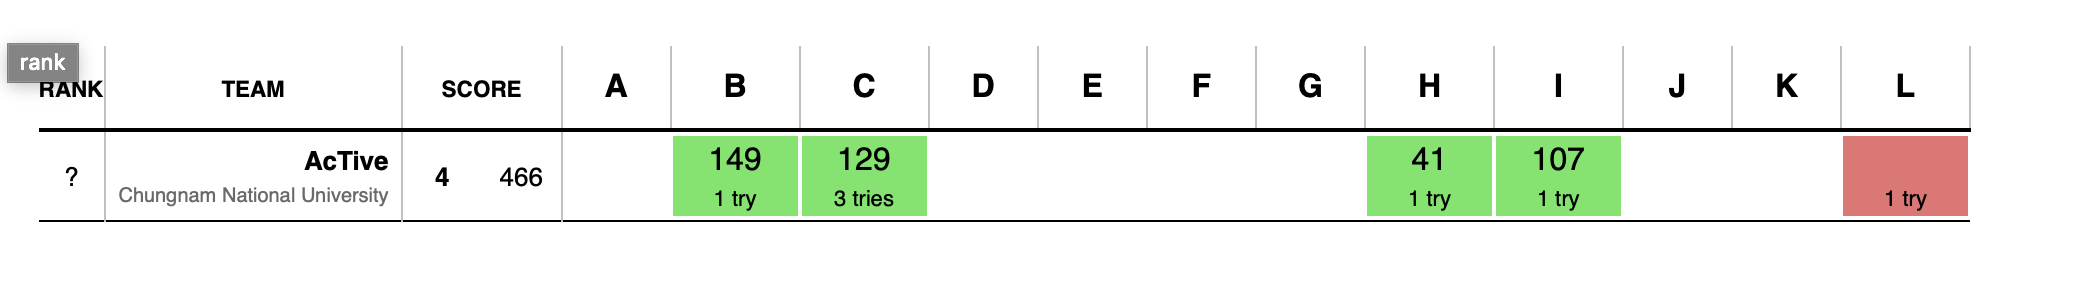 rank
RANK TEAM SCORE A B C D E F G H I J K L
? AcTive 4 466 149 129 41 107
Chungnam National University 1 try 3 tries 1 try 1 try 1 try